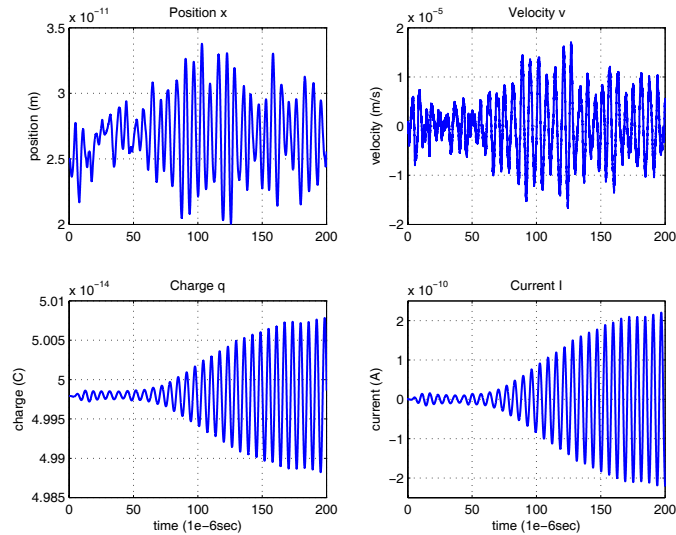 x 10−11
Position x
3.5
3
2.5
2
position (m)
0
50
100
150
200
x 10−5
Velocity v
2
1
0
−1
−2
velocity (m/s)
0
50
100
150
200
x 10−14
Charge q
5.01
5.005
5
4.995
4.99
4.985
charge (C)
0
50
100
150
200
time (1e−6sec)
x 10−10
Current I
2
1
0
−1
−2
current (A)
0
50
100
150
200
time (1e−6sec)